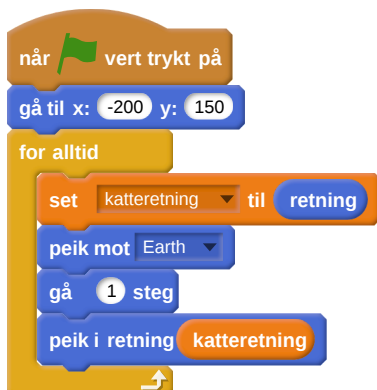 når vert trykt på
gå til x: -200 y: 150
for alltid
set katteretning til retning
peik mot Earth
gå 1 steg
peik i retning katteretning